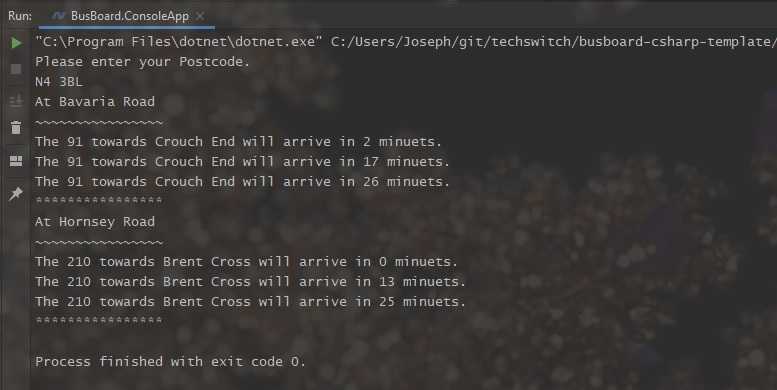 Run: BusBoard.ConsoleApp ×
"C:\Program Files\dotnet\dotnet.exe" C:/Users/Joseph/git/techswitch/busboard-csharp-template/
Please enter your Postcode.
N4 3BL
At Bavaria Road
~~~~~~~~~~~~~~~~
The 91 towards Crouch End will arrive in 2 minuets.
The 91 towards Crouch End will arrive in 17 minuets.
The 91 towards Crouch End will arrive in 26 minuets.
****************
At Hornsey Road
~~~~~~~~~~~~~~~~
The 210 towards Brent Cross will arrive in 0 minuets.
The 210 towards Brent Cross will arrive in 13 minuets.
The 210 towards Brent Cross will arrive in 25 minuets.
****************
Process finished with exit code 0.